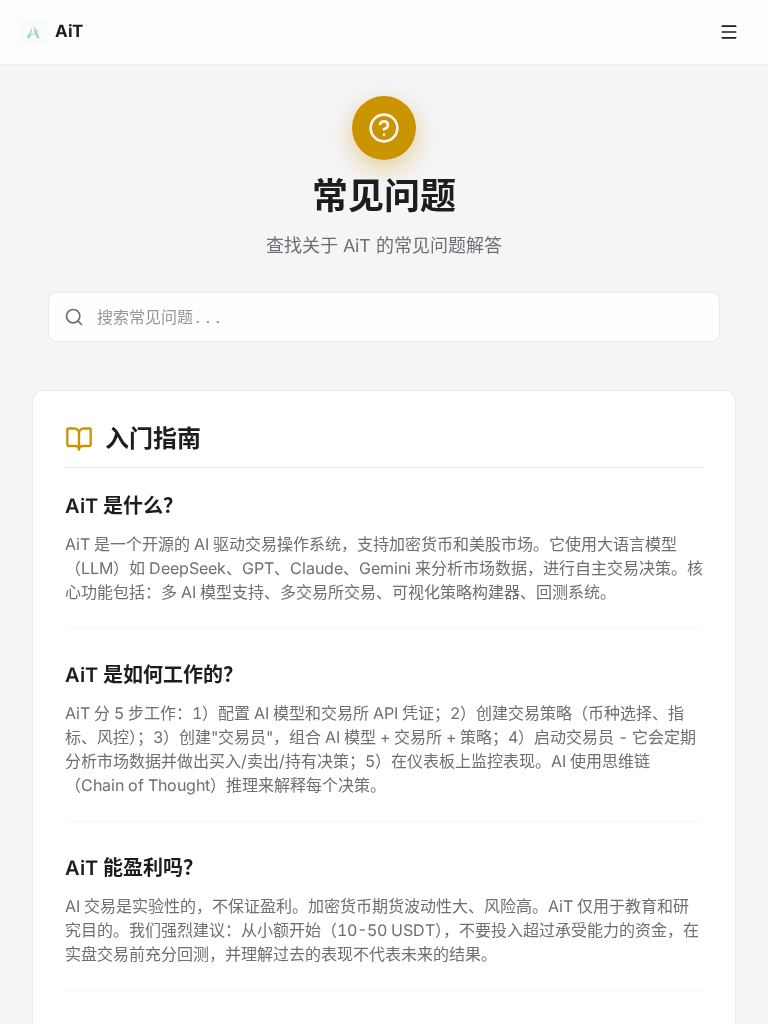 AiT
常见问题
查找关于 AiT 的常见问题解答
搜索常见问题...
入门指南
AiT 是什么？
AiT 是一个开源的 AI 驱动交易操作系统，支持加密货币和美股市场。它使用大语言模型
（LLM）如 DeepSeek、GPT、Claude、Gemini 来分析市场数据，进行自主交易决策。核
心功能包括：多 AI 模型支持、多交易所交易、可视化策略构建器、回测系统。
AiT 是如何工作的？
AiT 分 5 步工作：1）配置 AI 模型和交易所 API 凭证；2）创建交易策略（币种选择、指
标、风控）；3）创建"交易员"，组合 AI 模型 + 交易所 + 策略；4）启动交易员 - 它会定期
分析市场数据并做出买入/卖出/持有决策；5）在仪表板上监控表现。AI 使用思维链
（Chain of Thought）推理来解释每个决策。
AiT 能盈利吗？
AI 交易是实验性的，不保证盈利。加密货币期货波动性大、风险高。AiT 仅用于教育和研
究目的。我们强烈建议：从小额开始（10-50 USDT），不要投入超过承受能力的资金，在
实盘交易前充分回测，并理解过去的表现不代表未来的结果。